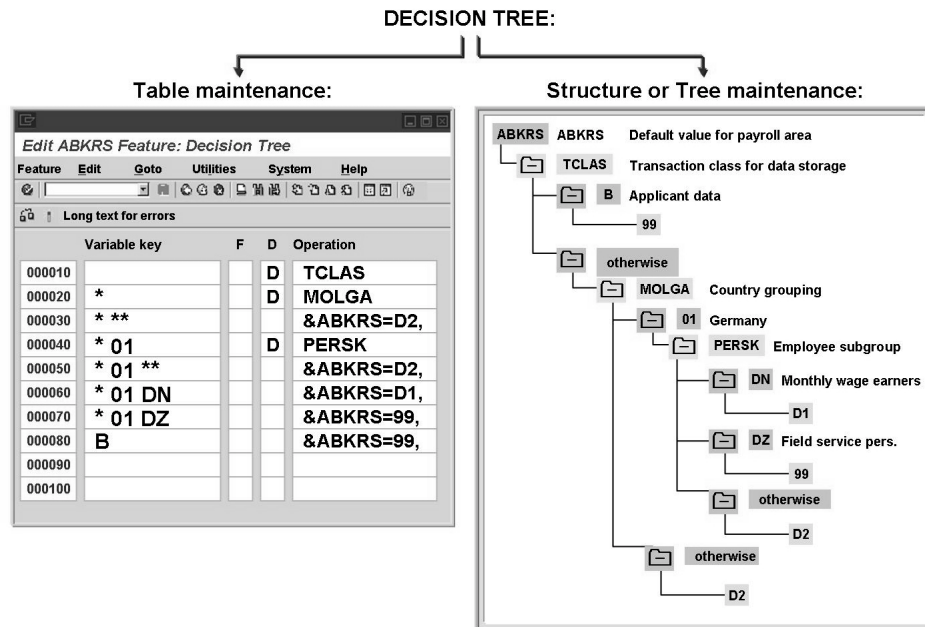 DECISION TREE:
Table maintenance:
Edit ABKRS Feature: Decision Tree
Feature Edit Goto Utilities System Help
Long text for errors
Variable key F D Operation
000010 D TCLAS
000020 * D MOLGA
000030 * ** &ABKRS=D2,
000040 * 01 D PERSK
000050 * 01 ** &ABKRS=D2,
000060 * 01 DN &ABKRS=D1,
000070 * 01 DZ &ABKRS=99,
000080 B &ABKRS=99,
000090
000100
Structure or Tree maintenance:
ABKRS ABKRS Default value for payroll area
TCLAS Transaction class for data storage
B Applicant data
99
otherwise
MOLGA Country grouping
01 Germany
PERSK Employee subgroup
DN Monthly wage earners
D1
DZ Field service pers.
99
otherwise
D2
otherwise
D2